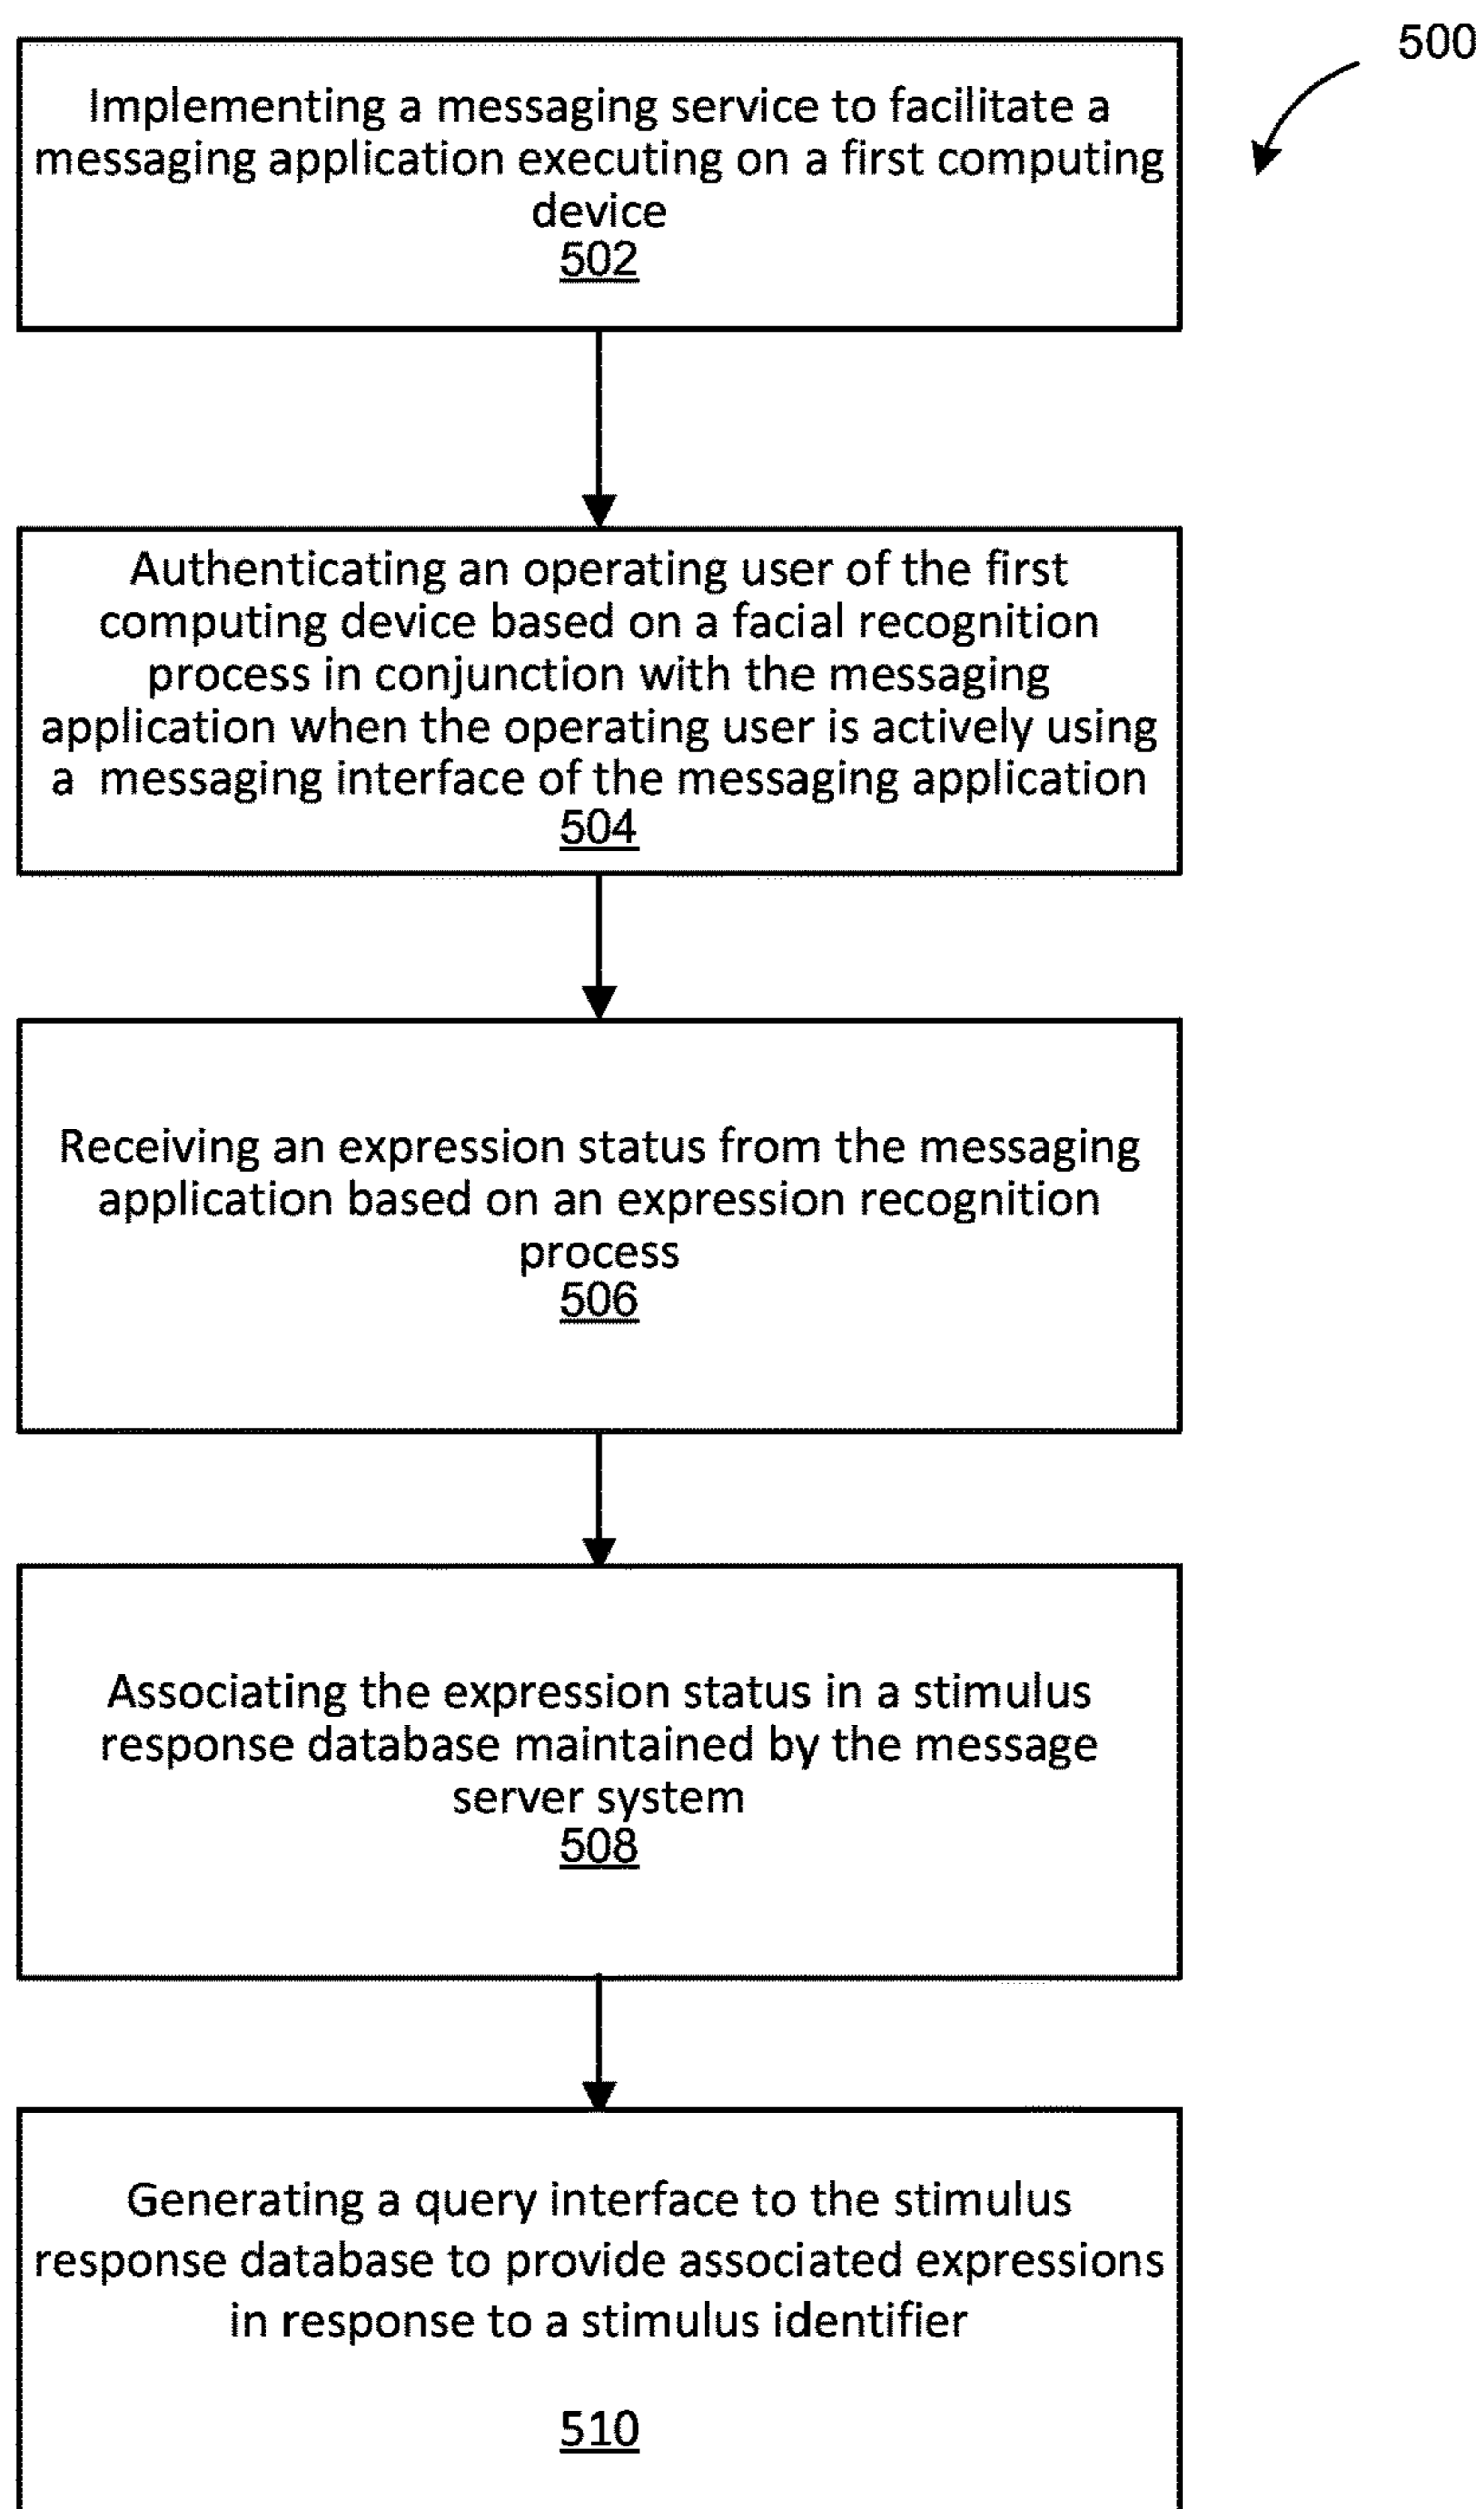 500
Implementing a messaging service to facilitate a
messaging application executing on a first computing
device
502
Authenticating an operating user of the first
computing device based on a facial recognition
process in conjunction with the messaging
application when the operating user is actively using
a messaging interface of the messaging application
504
Receiving an expression status from the messaging
application based on an expression recognition
process
506
Associating the expression status in a stimulus
response database maintained by the message
server system
508
Generating a query interface to the stimulus
response database to provide associated expressions
in response to a stimulus identifier
510